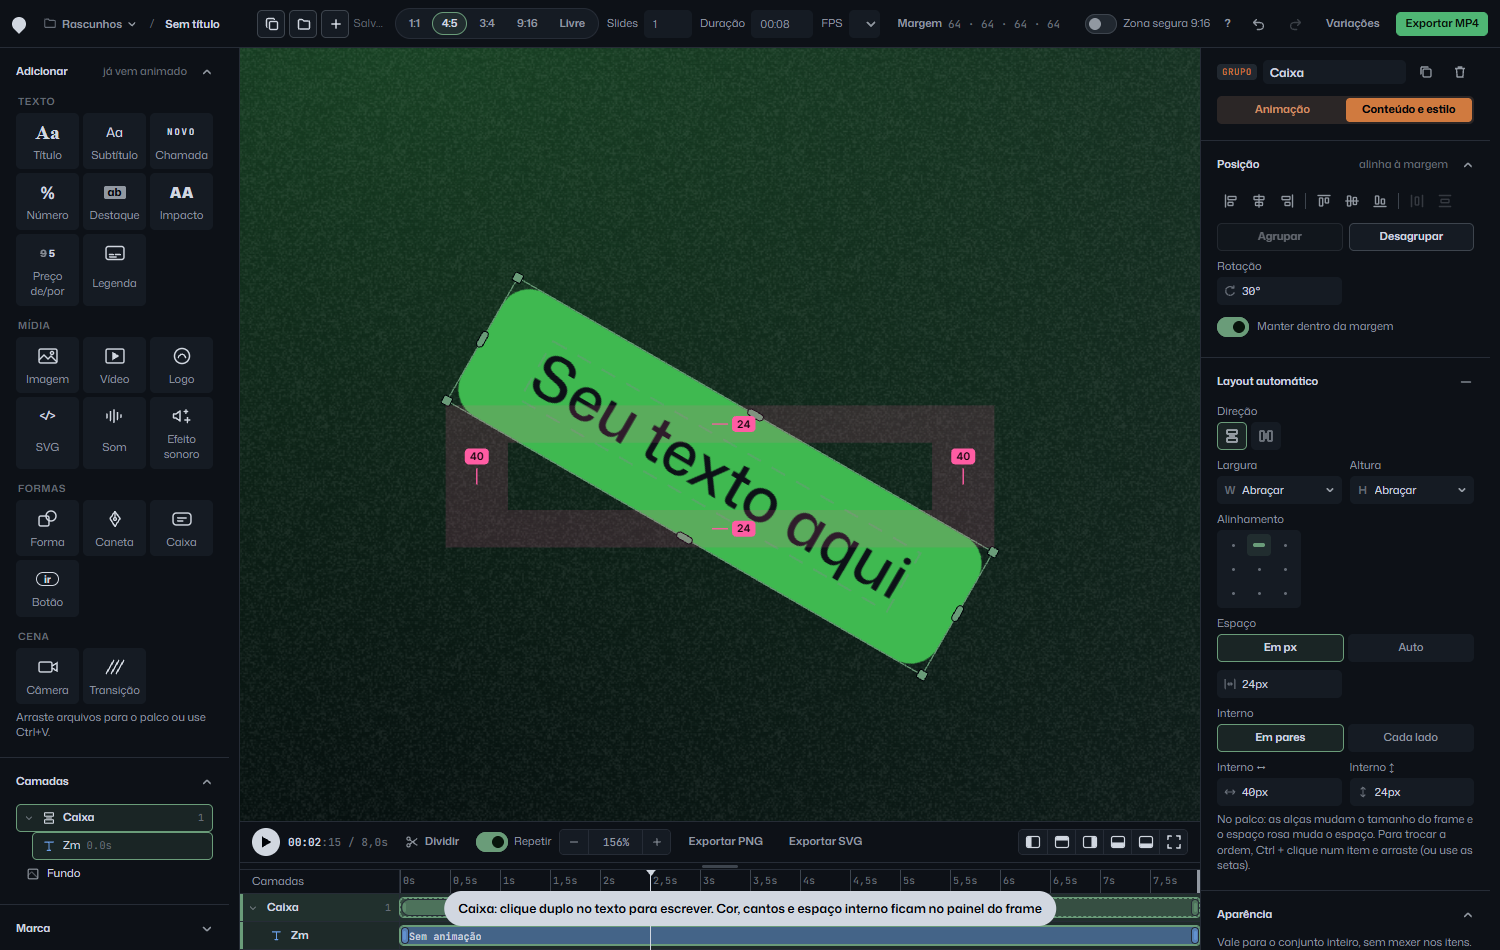 Rascunhos / Sem título Salv... 1:1 4:5 3:4 9:16 Livre Slides 1 Duração 00:08 FPS Margem 64 · 64 · 64 · 64 Zona segura 9:16 ? Variações Exportar MP4
Adicionar já vem animado
TEXTO
Aa Aa NOVO
Título Subtítulo Chamada
% ab AA
Número Destaque Impacto
95
Preço de/por Legenda
MÍDIA
Imagem Vídeo Logo
</>
SVG Som Efeito sonoro
FORMAS
Forma Caneta Caixa
ir
Botão
CENA
Câmera Transição
Arraste arquivos para o palco ou use
Ctrl+V.
Camadas
Caixa 1
Zm 0.0s
Fundo
Marca
Seu texto aqui
24
40 40
24
00:02:15 / 8,0s Dividir Repetir − 156% + Exportar PNG Exportar SVG
Camadas 0s 0,5s 1s 1,5s 2s 2,5s 3s 3,5s 4s 4,5s 5s 5,5s 6s 6,5s 7s 7,5s
Caixa 1
Caixa: clique duplo no texto para escrever. Cor, cantos e espaço interno ficam no painel do frame
Zm Sem animação
GRUPO Caixa
Animação Conteúdo e estilo
Posição alinha à margem
Agrupar Desagrupar
Rotação
30°
Manter dentro da margem
Layout automático
Direção
Largura Altura
W Abraçar H Abraçar
Alinhamento
Espaço
Em px Auto
24px
Interno
Em pares Cada lado
Interno ↔ Interno ↕
40px 24px
No palco: as alças mudam o tamanho do frame e
o espaço rosa muda o espaço. Para trocar a
ordem, Ctrl + clique num item e arraste (ou use as
setas).
Aparência
Vale para o conjunto inteiro, sem mexer nos itens.